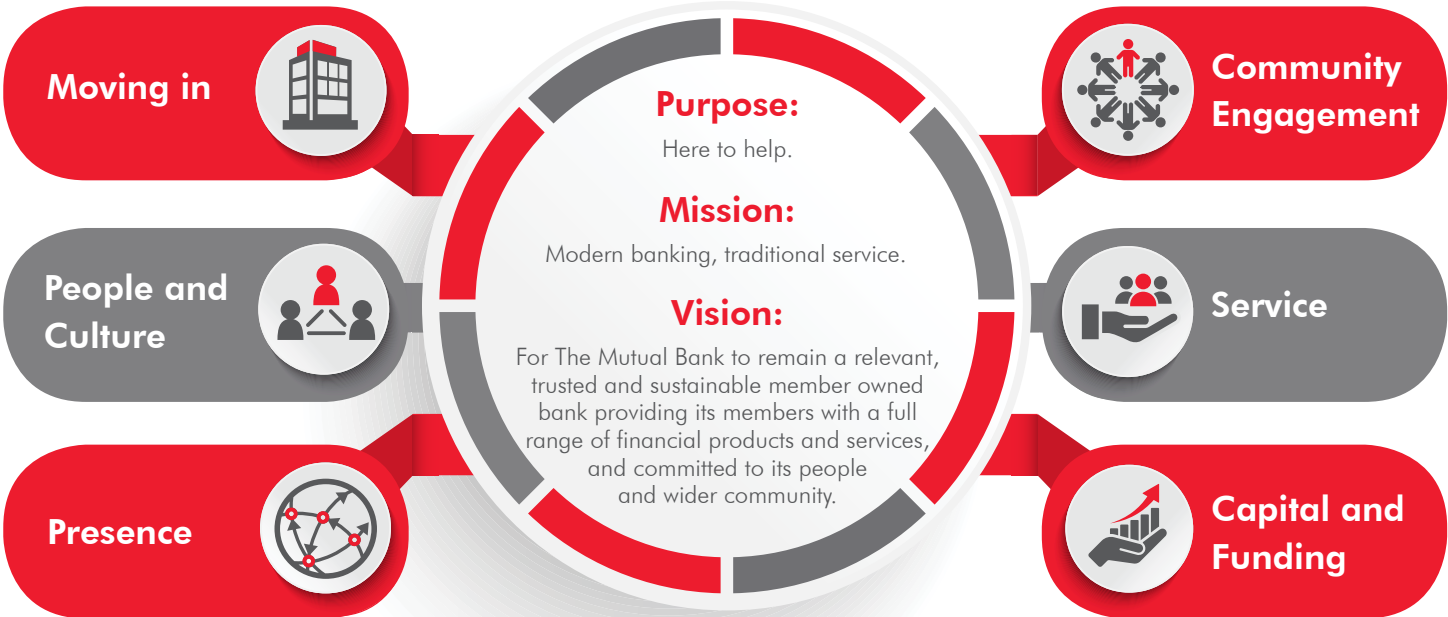 Moving in
People and
Culture
Presence
Purpose:
Here to help.
Mission:
Modern banking, traditional service.
Vision:
For The Mutual Bank to remain a relevant,
trusted and sustainable member owned
bank providing its members with a full
range of financial products and services,
and committed to its people
and wider community.
Community
Engagement
Service
Capital and
Funding